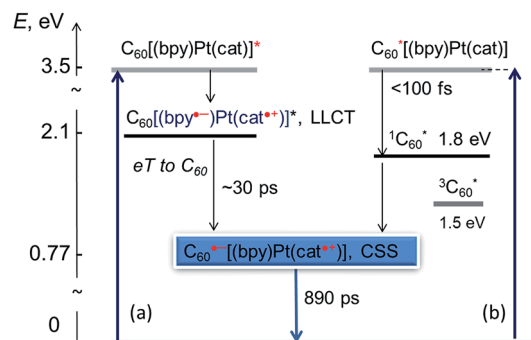 E, eV
C₆₀[(bpy)Pt(cat)]* C₆₀*[(bpy)Pt(cat)]
3.5
~ <100 fs
C₆₀[(bpy•−)Pt(cat•+)]*, LLCT
2.1
¹C₆₀* 1.8 eV
eT to C₆₀
~30 ps
³C₆₀*
1.5 eV
C₆₀•−[(bpy)Pt(cat•+)], CSS
0.77
~ 890 ps
(a) (b)
0